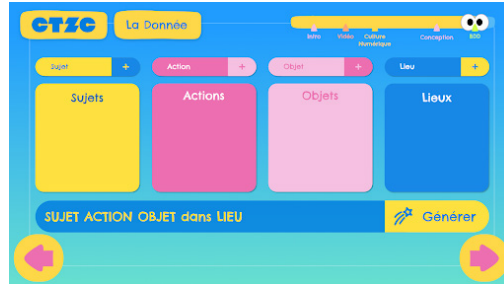 CTZC
La Donnée
Intro
Vidéo
Culture
Numérique
Conception
EDD
Sujet +
Action +
Objet +
Lieu +
Sujets
Actions
Objets
Lieux
SUJET ACTION OBJET dans LIEU
Générer